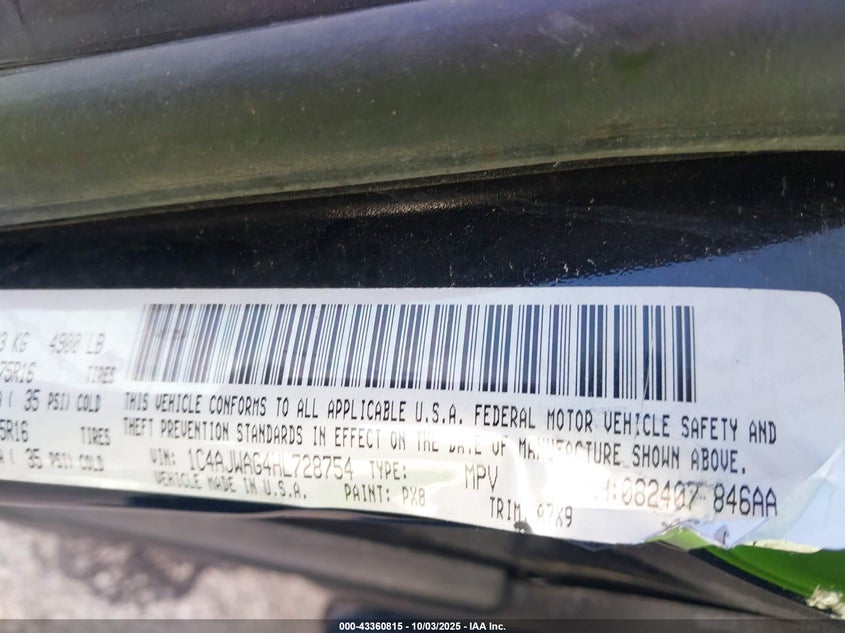 3 KG 4900 LB
75R16 TIRES
( 35 PSI) COLD
5R16 TIRES
( 35 PSI) COLD
THIS VEHICLE CONFORMS TO ALL APPLICABLE U.S.A. FEDERAL MOTOR VEHICLE SAFETY AND
THEFT PREVENTION STANDARDS IN EFFECT ON THE DATE OF MANUFACTURE SHOWN ABOVE.
VIN: 1C4AJWAG4HL728754 TYPE: MPV :082407 846AA
VEHICLE MADE IN U.S.A. PAINT: PX8 TRIM: X9
000-43360815 - 10/03/2025 - IAA Inc.